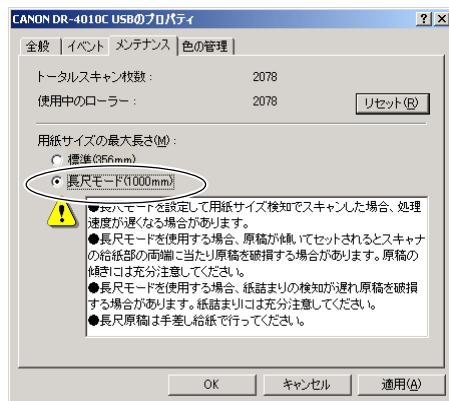 CANON DR-4010C USBのプロパティ
全般 イベント メンテナンス 色の管理
トータルスキャン枚数： 2078
使用中のローラー： 2078 リセット(R)
用紙サイズの最大長さ(M)：
標準(356mm)
長尺モード(1000mm)
●長尺モードを設定して用紙サイズ検知でスキャンした場合、処理
速度が遅くなる場合があります。
●長尺モードを使用する場合、原稿が傾いてセットされるとスキャナ
の給紙部の両端に当たり原稿を破損する場合があります。原稿の
傾きには充分注意してください。
●長尺モードを使用する場合、紙詰まりの検知が遅れ原稿を破損
する場合があります。紙詰まりには充分注意してください。
●長尺原稿は手差し給紙で行ってください。
OK キャンセル 適用(A)